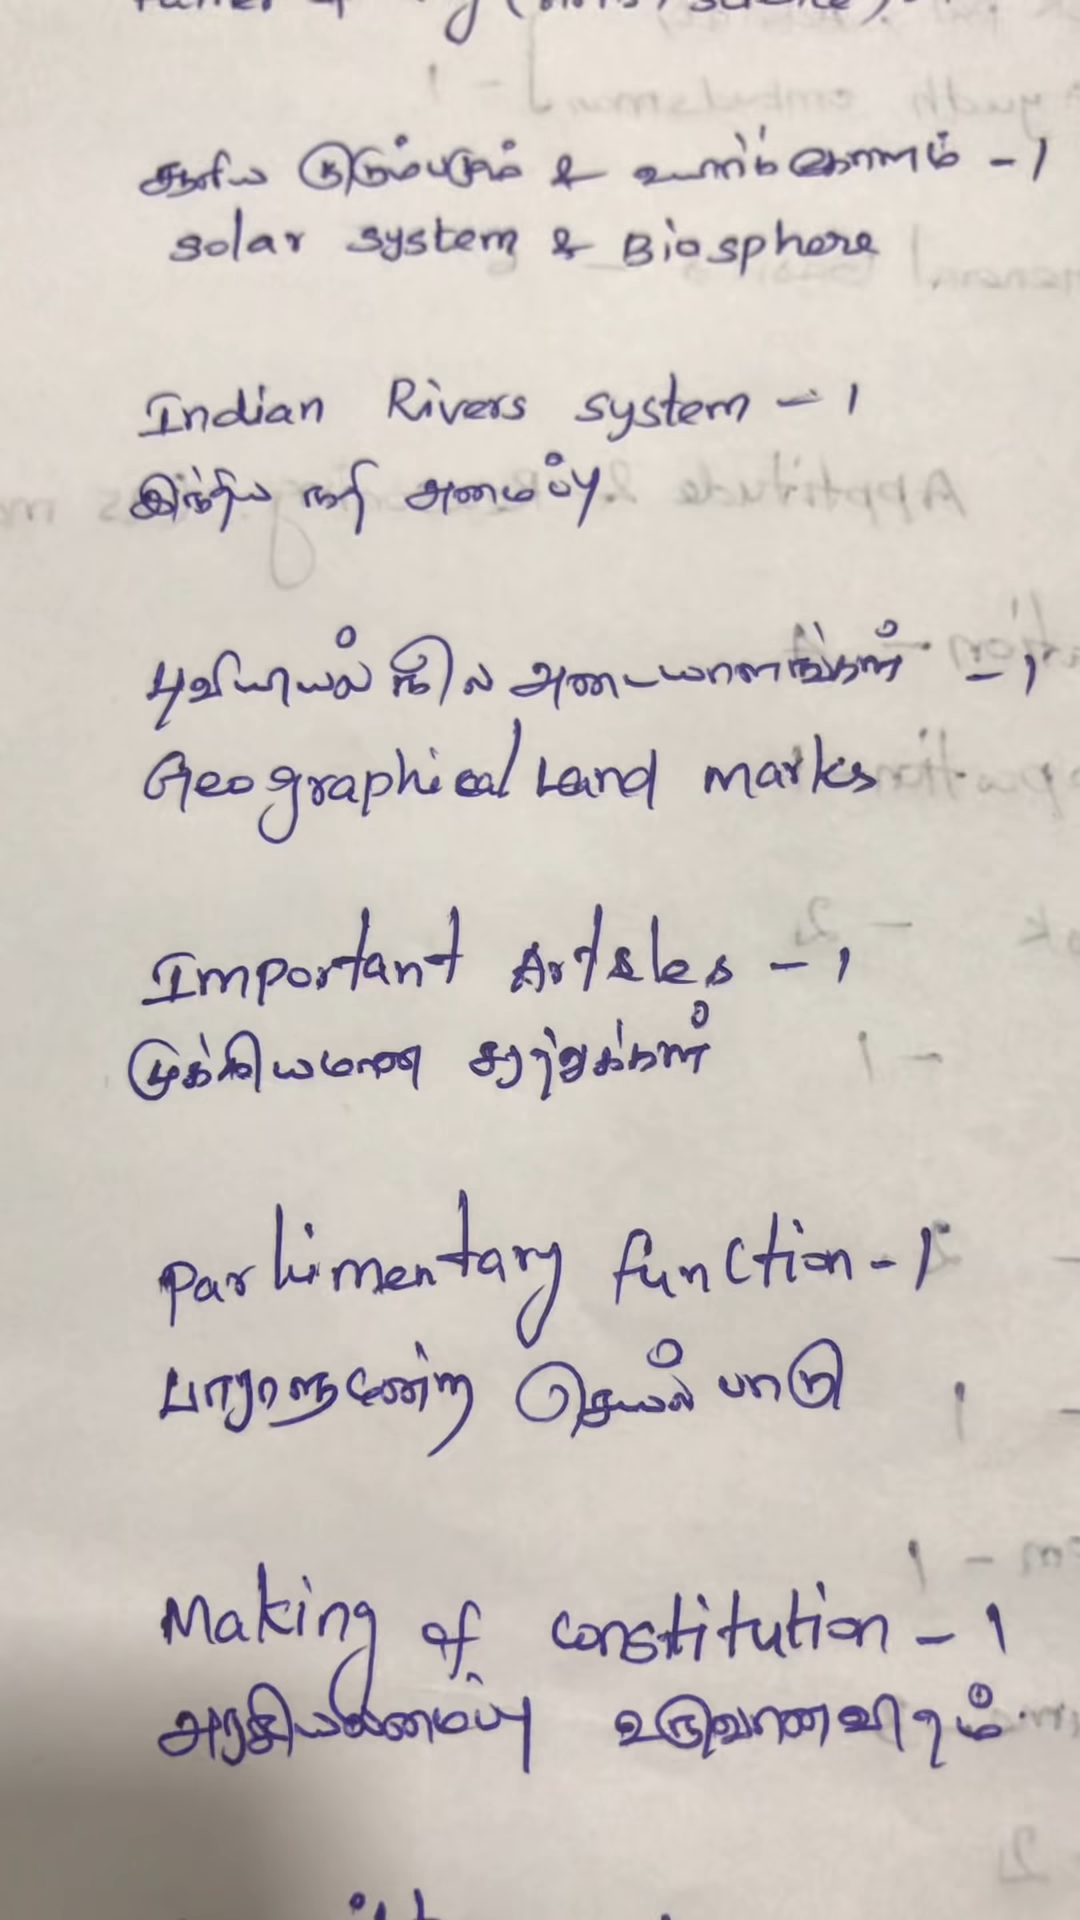 சூரிய குடும்பமும் & உயிர்க்கோளம் - 1
solar system & Biosphere
Indian Rivers system - 1
இந்திய நதி அமைப்பு
புவியியல் நில அடையாளங்கள் - 1
Geographical Land marks
Important Articles - 1
முக்கியமான சரத்துக்கள்
parlimentary function - 1
பாராளுமன்ற செயல் பாடு
Making of constitution - 1
அரசியலமைப்பு உருவானவிதம்